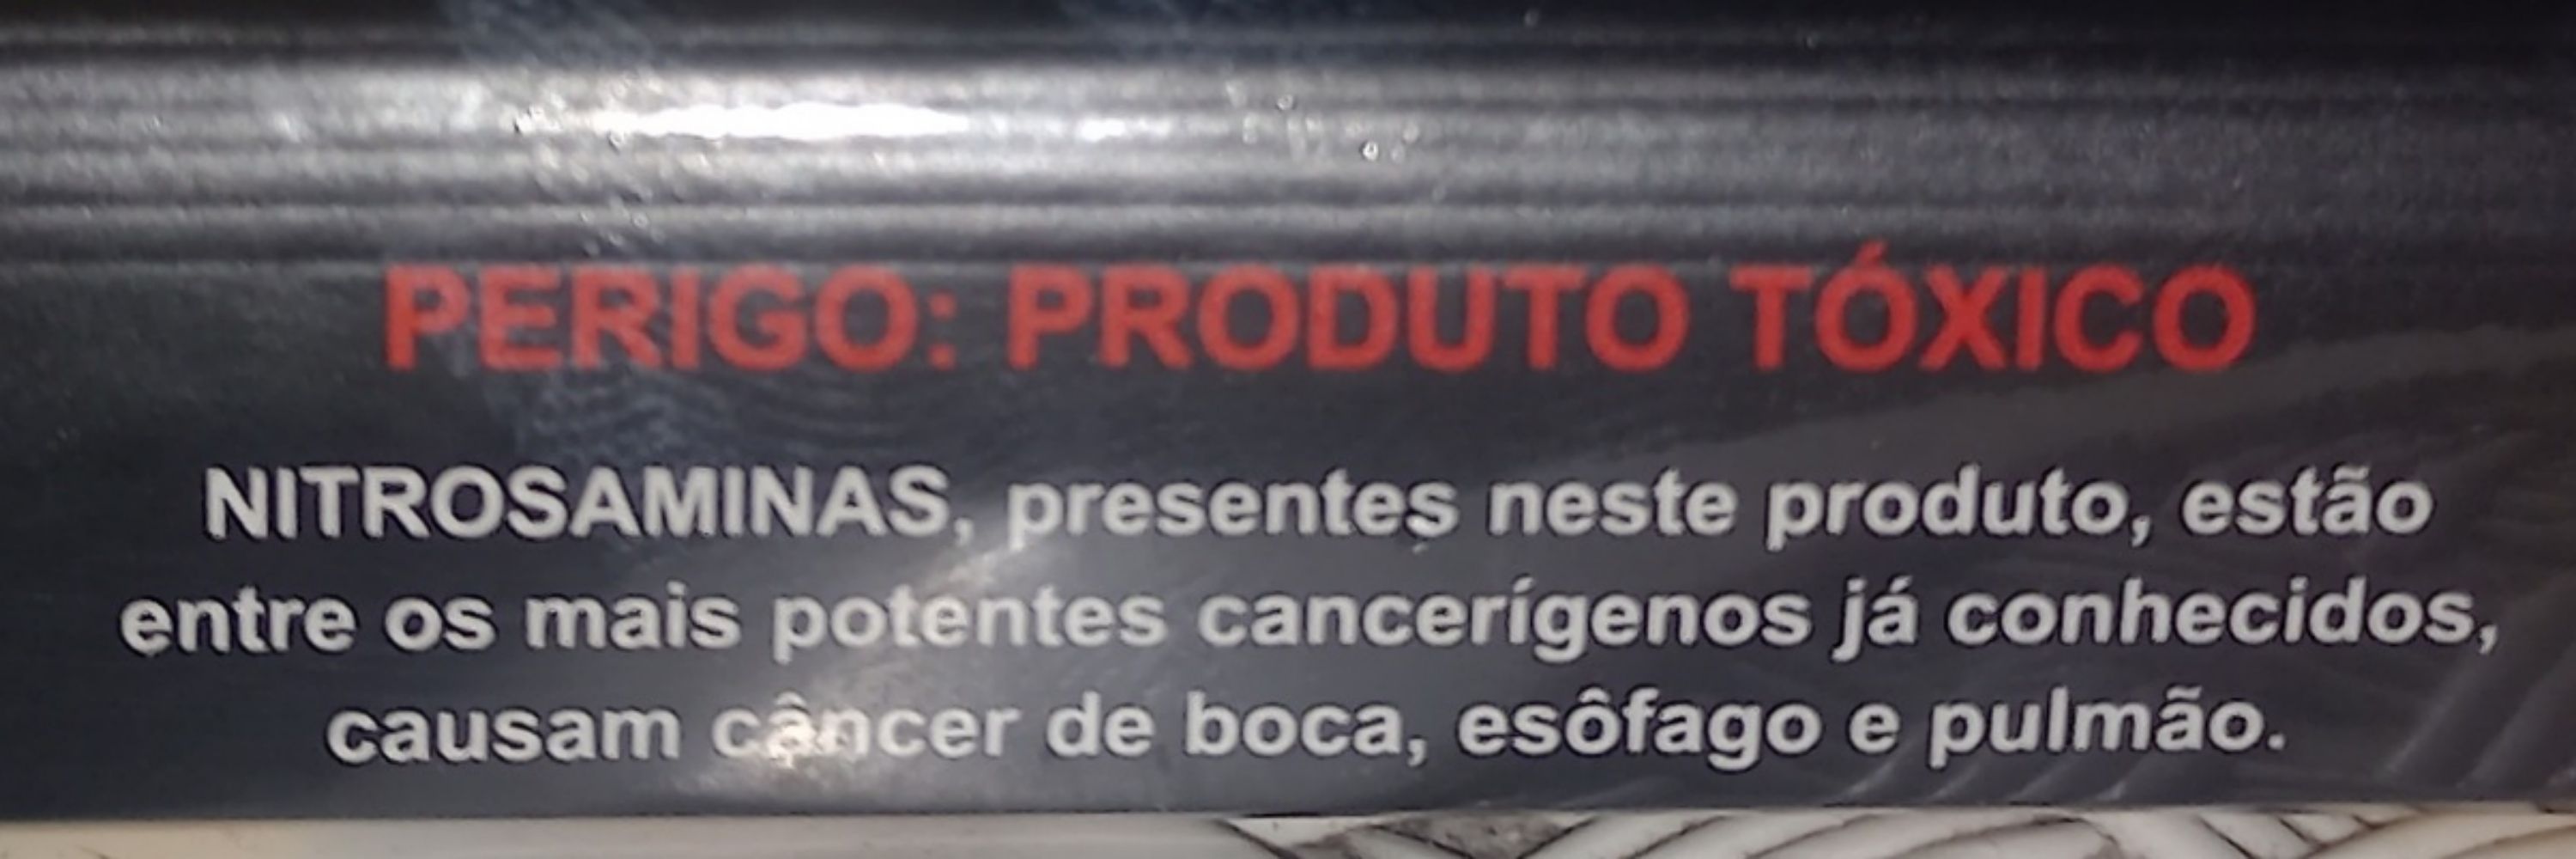 PERIGO: PRODUTO TÓXICO
NITROSAMINAS, presentes neste produto, estão
entre os mais potentes cancerígenos já conhecidos,
causam câncer de boca, esôfago e pulmão.